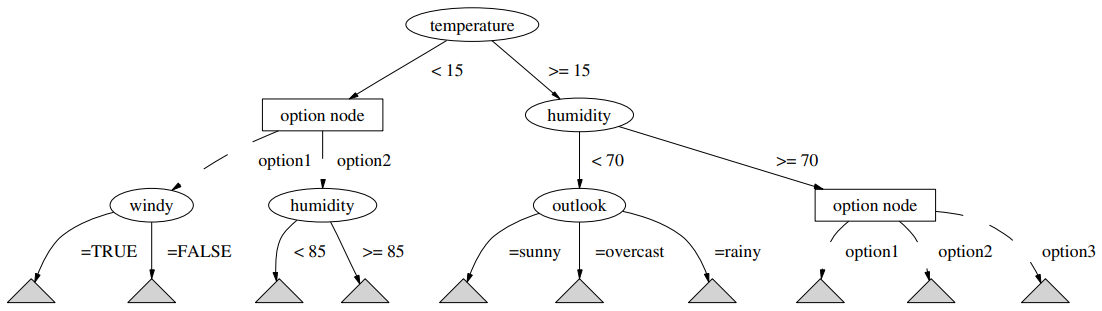 temperature
< 15
>= 15
option node
humidity
option1
option2
< 70
>= 70
windy
humidity
outlook
option node
=TRUE
=FALSE
< 85
>= 85
=sunny
=overcast
=rainy
option1
option2
option3